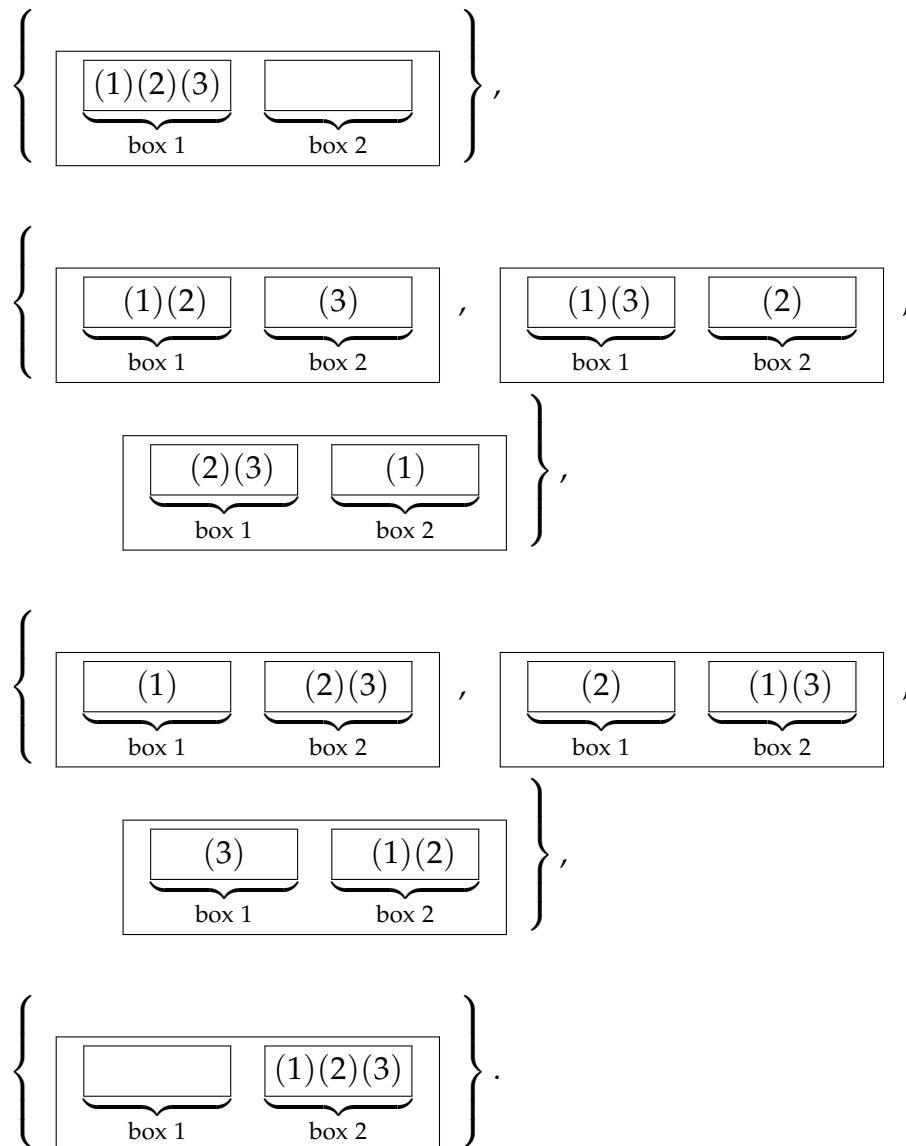 { (1)(2)(3) } ,
box 1 box 2
{ (1)(2) (3) , (1)(3) (2) ,
box 1 box 2 box 1 box 2
(2)(3) (1) } ,
box 1 box 2
{ (1) (2)(3) , (2) (1)(3) ,
box 1 box 2 box 1 box 2
(3) (1)(2) } ,
box 1 box 2
{ (1)(2)(3) } .
box 1 box 2